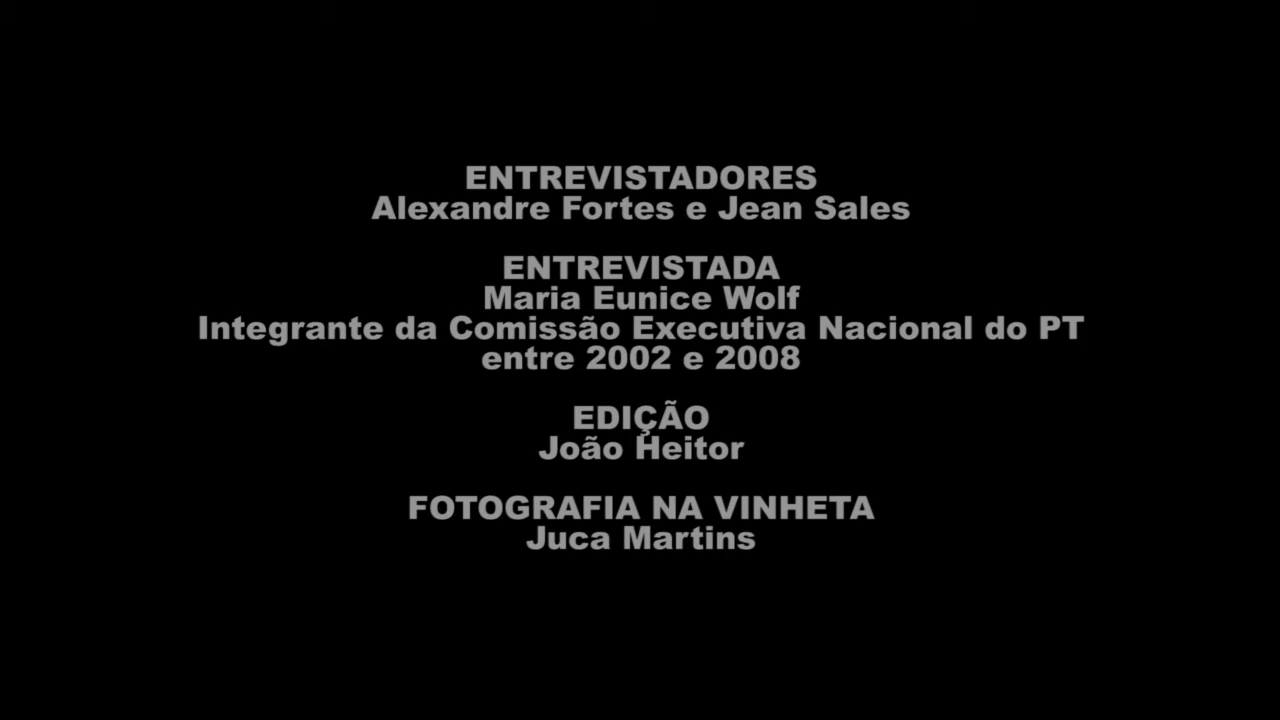 ENTREVISTADORES
Alexandre Fortes e Jean Sales
ENTREVISTADA
Maria Eunice Wolf
Integrante da Comissão Executiva Nacional do PT
entre 2002 e 2008
EDIÇÃO
João Heitor
FOTOGRAFIA NA VINHETA
Juca Martins